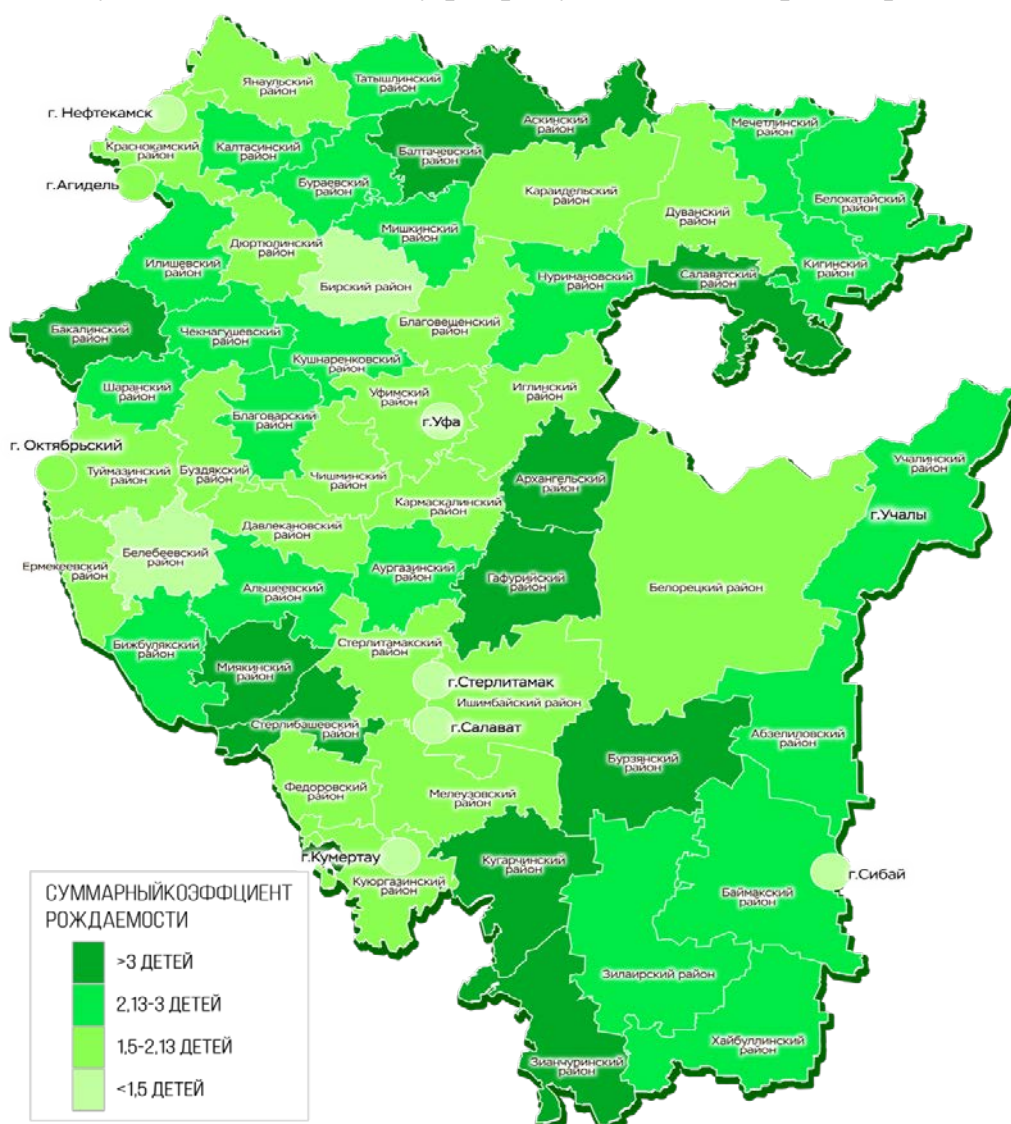 Янаульский
район
Татышлинский
район
г. Нефтекамск
Аскинский
район
Мечетлинский
район
Краснокамский
район
Калтасинский
район
Балтачевский
район
г.Агидель
Бураевский
район
Караидельский
район
Белокатайский
район
Дуванский
район
Мишкинский
район
Дюртюлинский
район
Илишевский
район
Кигинский
район
Нуримановский
район
Салаватский
район
Бирский район
Бакалинский
район
Чекмагушевский
район
Благовещенский
район
Кушнаренковский
район
Шаранский
район
Уфимский
район
Иглинский
район
Благоварский
район
г.Уфа
г. Октябрьский
Учалинский
район
Туймазинский
район
Буздякский
район
Чишминский
район
Архангельский
район
Кармаскалинский
район
г.Учалы
Давлекановский
район
Белебеевский
район
Ермекеевский
район
Аургазинский
район
Гафурийский
район
Альшеевский
район
Белорецкий район
Бижбулякский
район
Стерлитамакский
район
Миякинский
район
г.Стерлитамак
Ишимбайский район
Стерлибашевский
район
г.Салават
Абзелиловский
район
Бурзянский
район
Федоровский
район
Мелеузовский
район
г.Кумертау
Кугарчинский
район
г.Сибай
Куюргазинский
район
Баймакский
район
Зилаирский район
Хайбуллинский
район
Зианчуринский
район
СУММАРНЫЙКОЭФФЦИЕНТ
РОЖДАЕМОСТИ
>3 ДЕТЕЙ
2,13-3 ДЕТЕЙ
1,5-2,13 ДЕТЕЙ
<1,5 ДЕТЕЙ